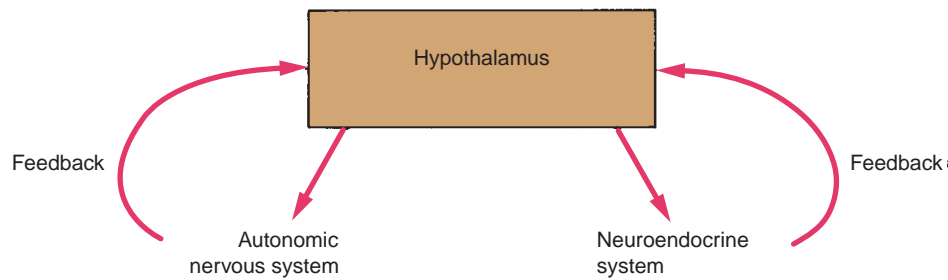 Hypothalamus
Feedback
Feedback
Autonomic
nervous system
Neuroendocrine
system